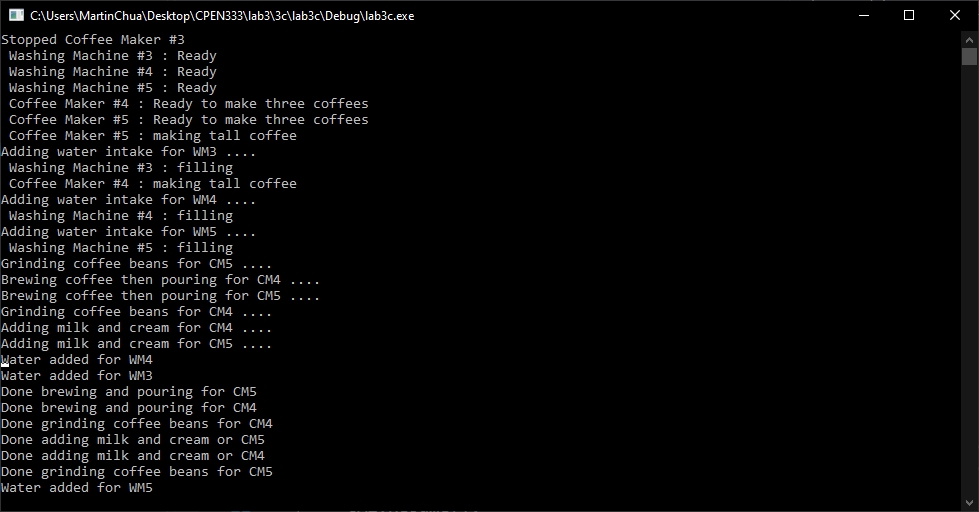 C:\Users\MartinChua\Desktop\CPEN333\lab3\3c\lab3c\Debug\lab3c.exe
Stopped Coffee Maker #3
Washing Machine #3 : Ready
Washing Machine #4 : Ready
Washing Machine #5 : Ready
Coffee Maker #4 : Ready to make three coffees
Coffee Maker #5 : Ready to make three coffees
Coffee Maker #5 : making tall coffee
Adding water intake for WM3 ....
Washing Machine #3 : filling
Coffee Maker #4 : making tall coffee
Adding water intake for WM4 ....
Washing Machine #4 : filling
Adding water intake for WM5 ....
Washing Machine #5 : filling
Grinding coffee beans for CM5 ....
Brewing coffee then pouring for CM4 ....
Brewing coffee then pouring for CM5 ....
Grinding coffee beans for CM4 ....
Adding milk and cream for CM4 ....
Adding milk and cream for CM5 ....
Water added for WM4
Water added for WM3
Done brewing and pouring for CM5
Done brewing and pouring for CM4
Done grinding coffee beans for CM4
Done adding milk and cream or CM5
Done adding milk and cream or CM4
Done grinding coffee beans for CM5
Water added for WM5